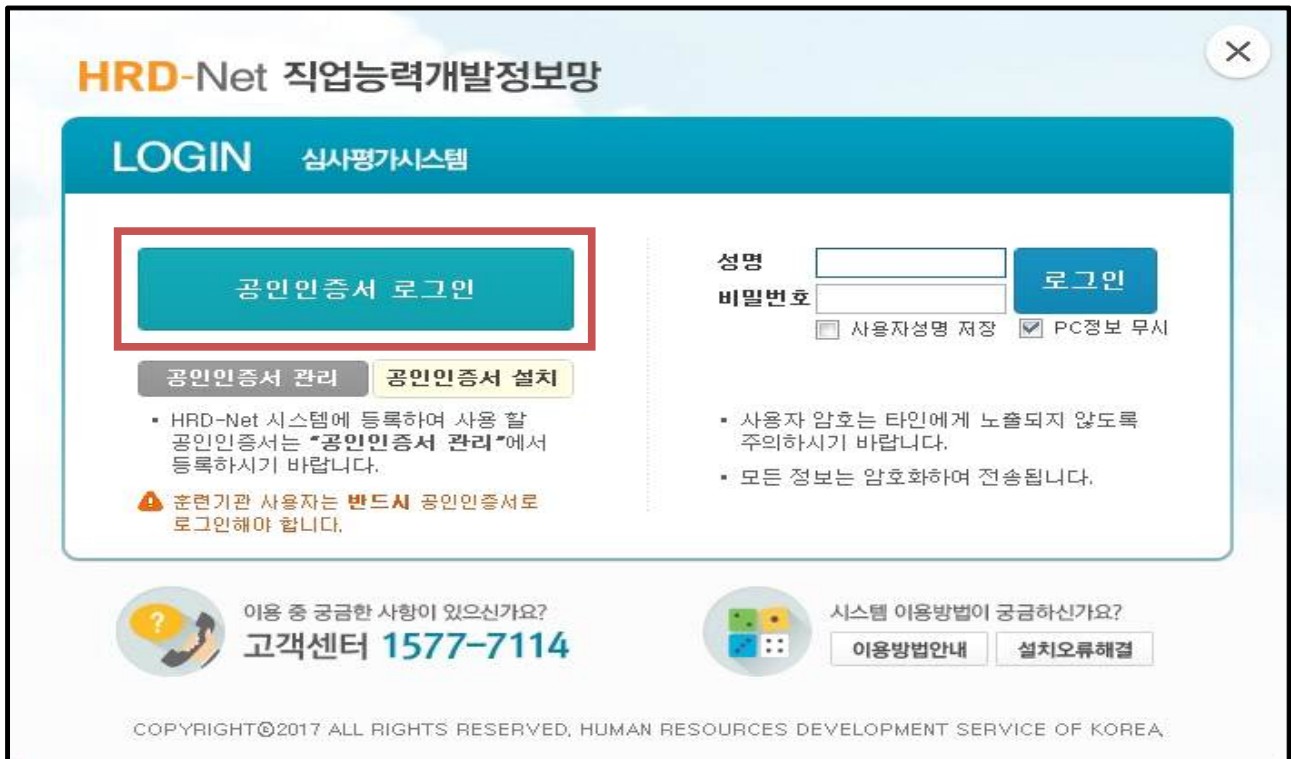 HRD-Net 직업능력개발정보망
LOGIN 심사평가시스템
공인인증서 로그인
공인인증서 관리 공인인증서 설치
▪ HRD-Net 시스템에 등록하여 사용 할
공인인증서는 "공인인증서 관리"에서
등록하시기 바랍니다.
훈련기관 사용자는 반드시 공인인증서로
로그인해야 합니다.
성명
비밀번호
로그인
사용자성명 저장 PC정보 무시
▪ 사용자 암호는 타인에게 노출되지 않도록
주의하시기 바랍니다.
▪ 모든 정보는 암호화하여 전송됩니다.
이용 중 궁금한 사항이 있으신가요?
고객센터 1577-7114
시스템 이용방법이 궁금하신가요?
이용방법안내 설치오류해결
COPYRIGHTⓒ2017 ALL RIGHTS RESERVED, HUMAN RESOURCES DEVELOPMENT SERVICE OF KOREA,